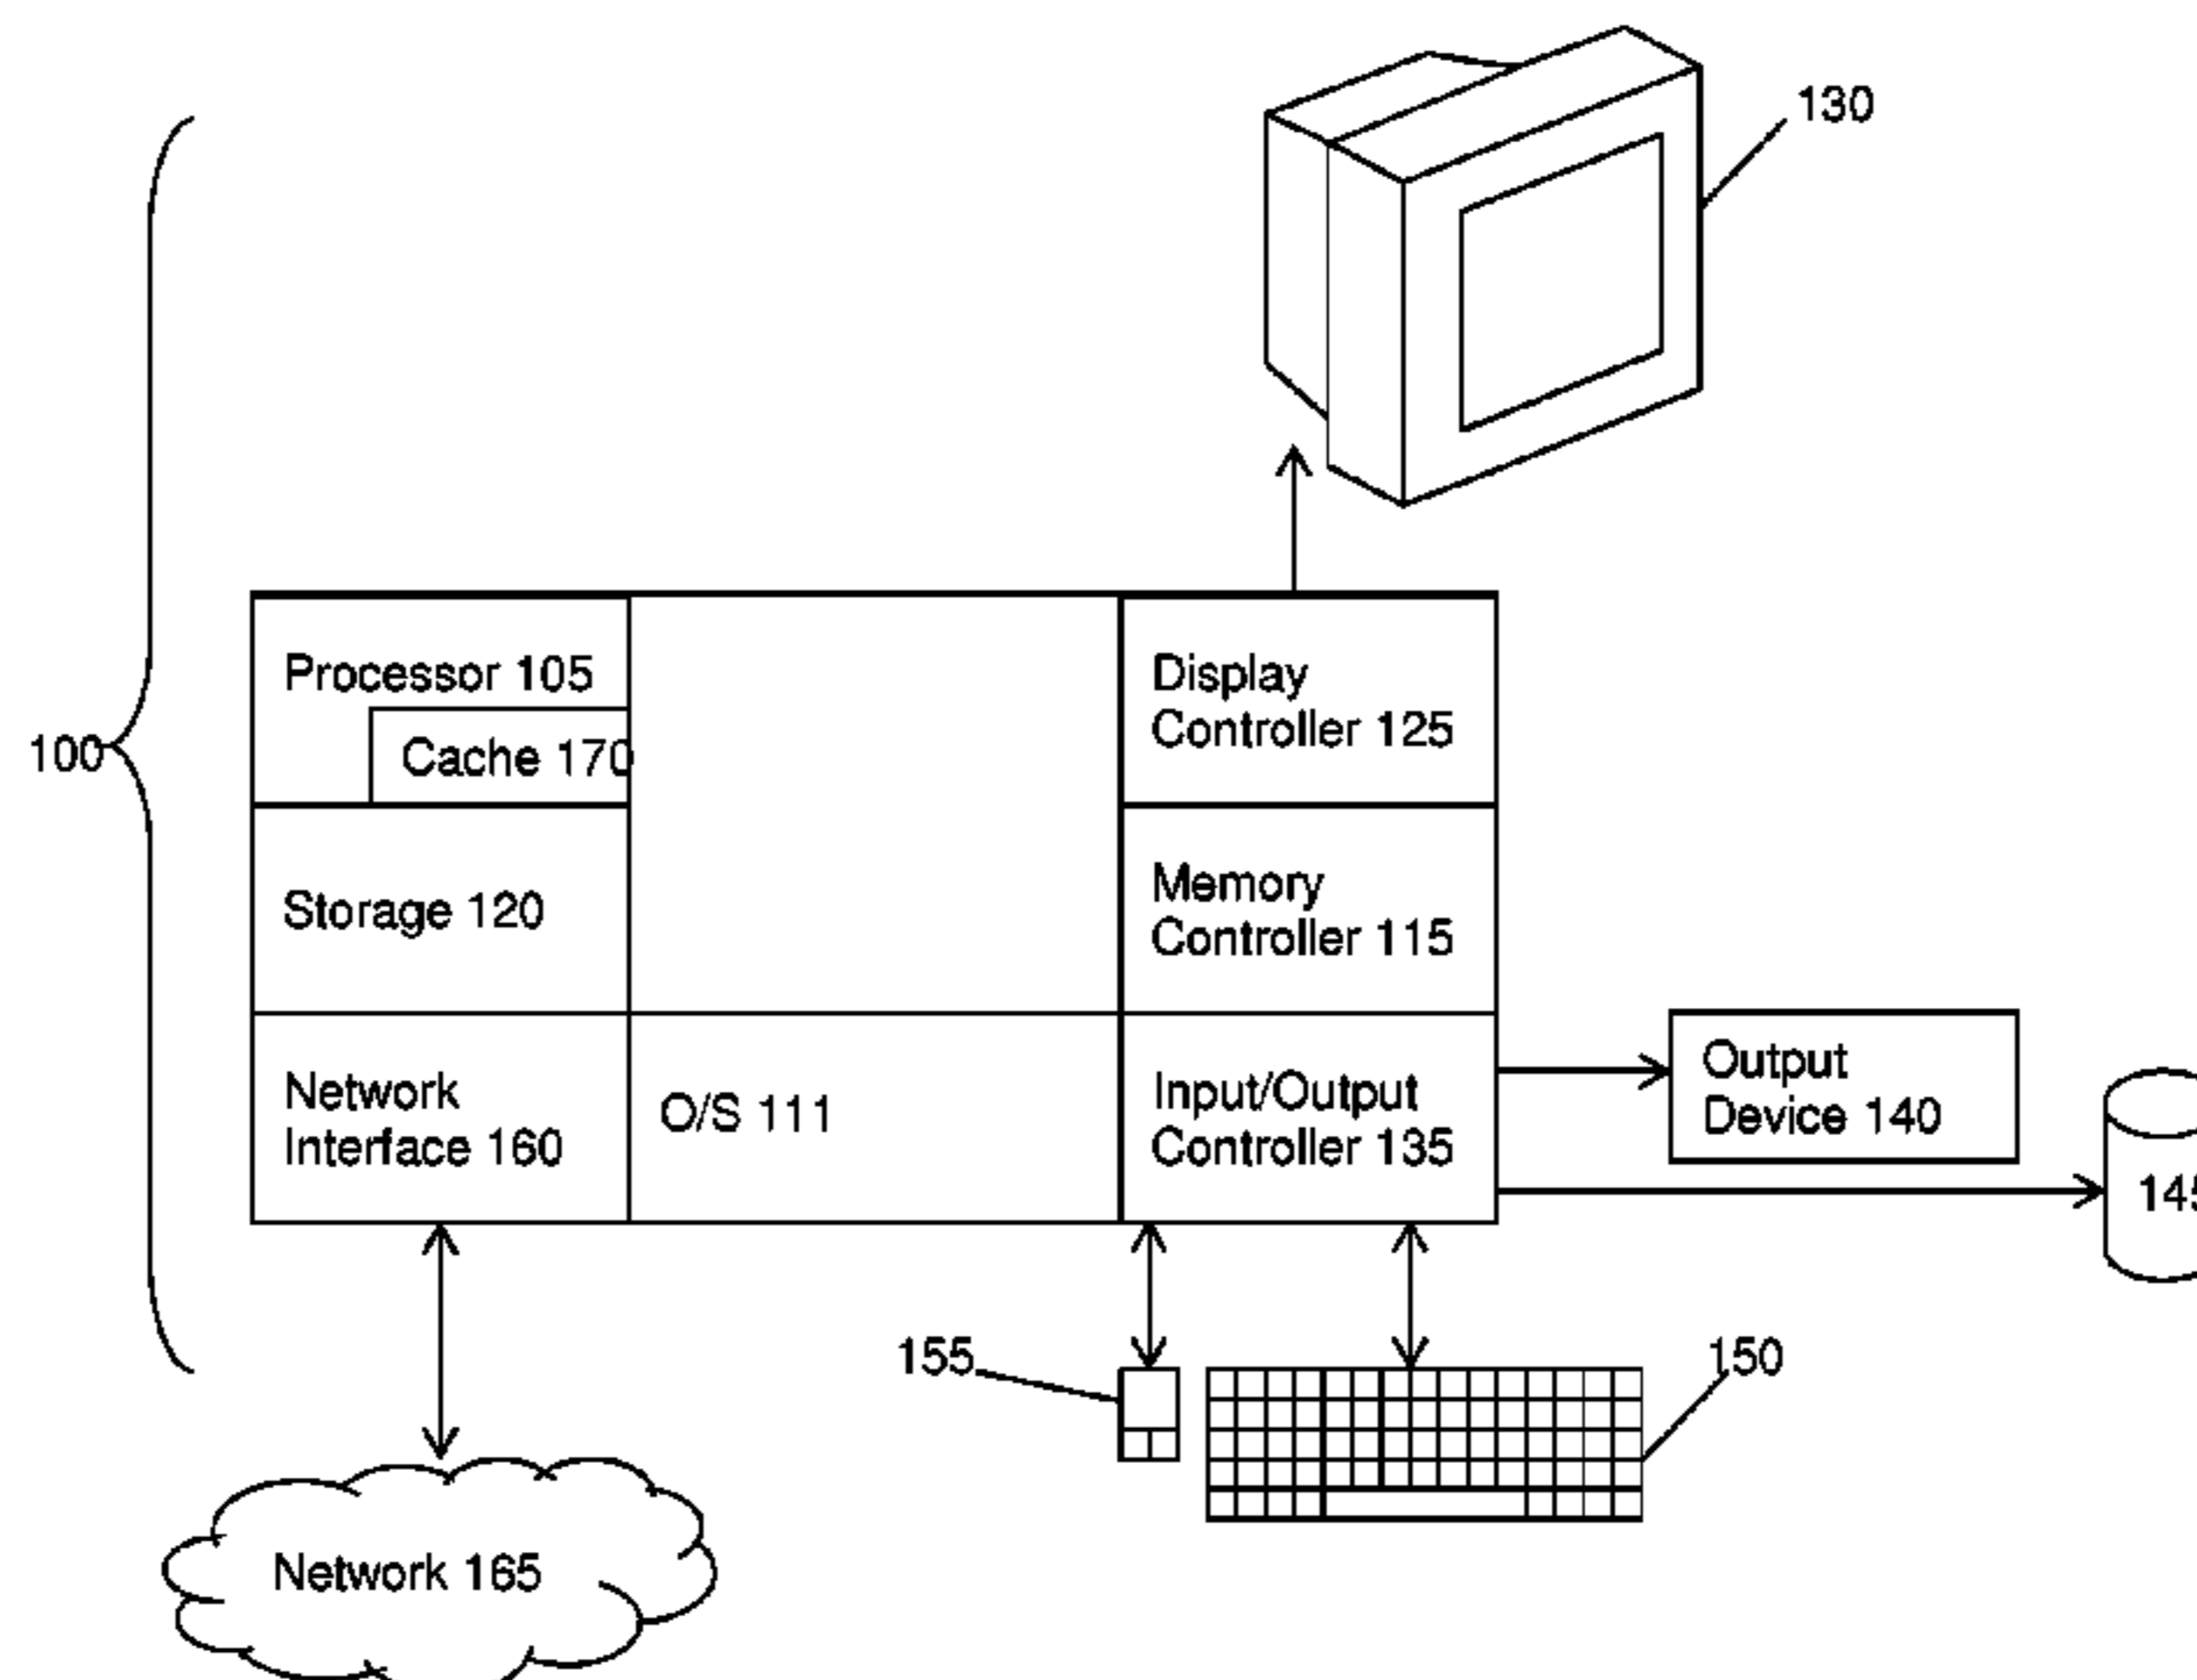 130
100
Processor 105
Cache 170
Display
Controller 125
Storage 120
Memory
Controller 115
Network
Interface 160
O/S 111
Input/Output
Controller 135
Output
Device 140
155
150
Network 165